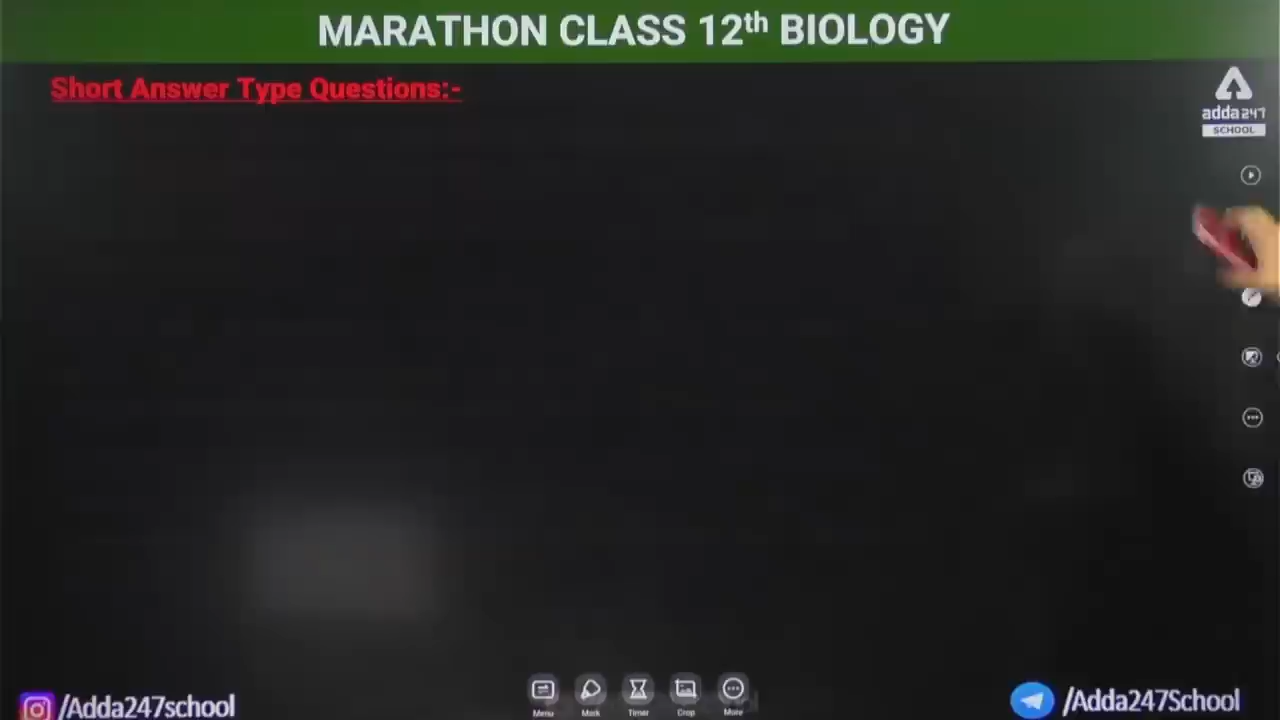 MARATHON CLASS 12th BIOLOGY
Short Answer Type Questions:-
adda247
SCHOOL
Menu
Mark
Timer
Crop
More
/Adda247school
/Adda247School